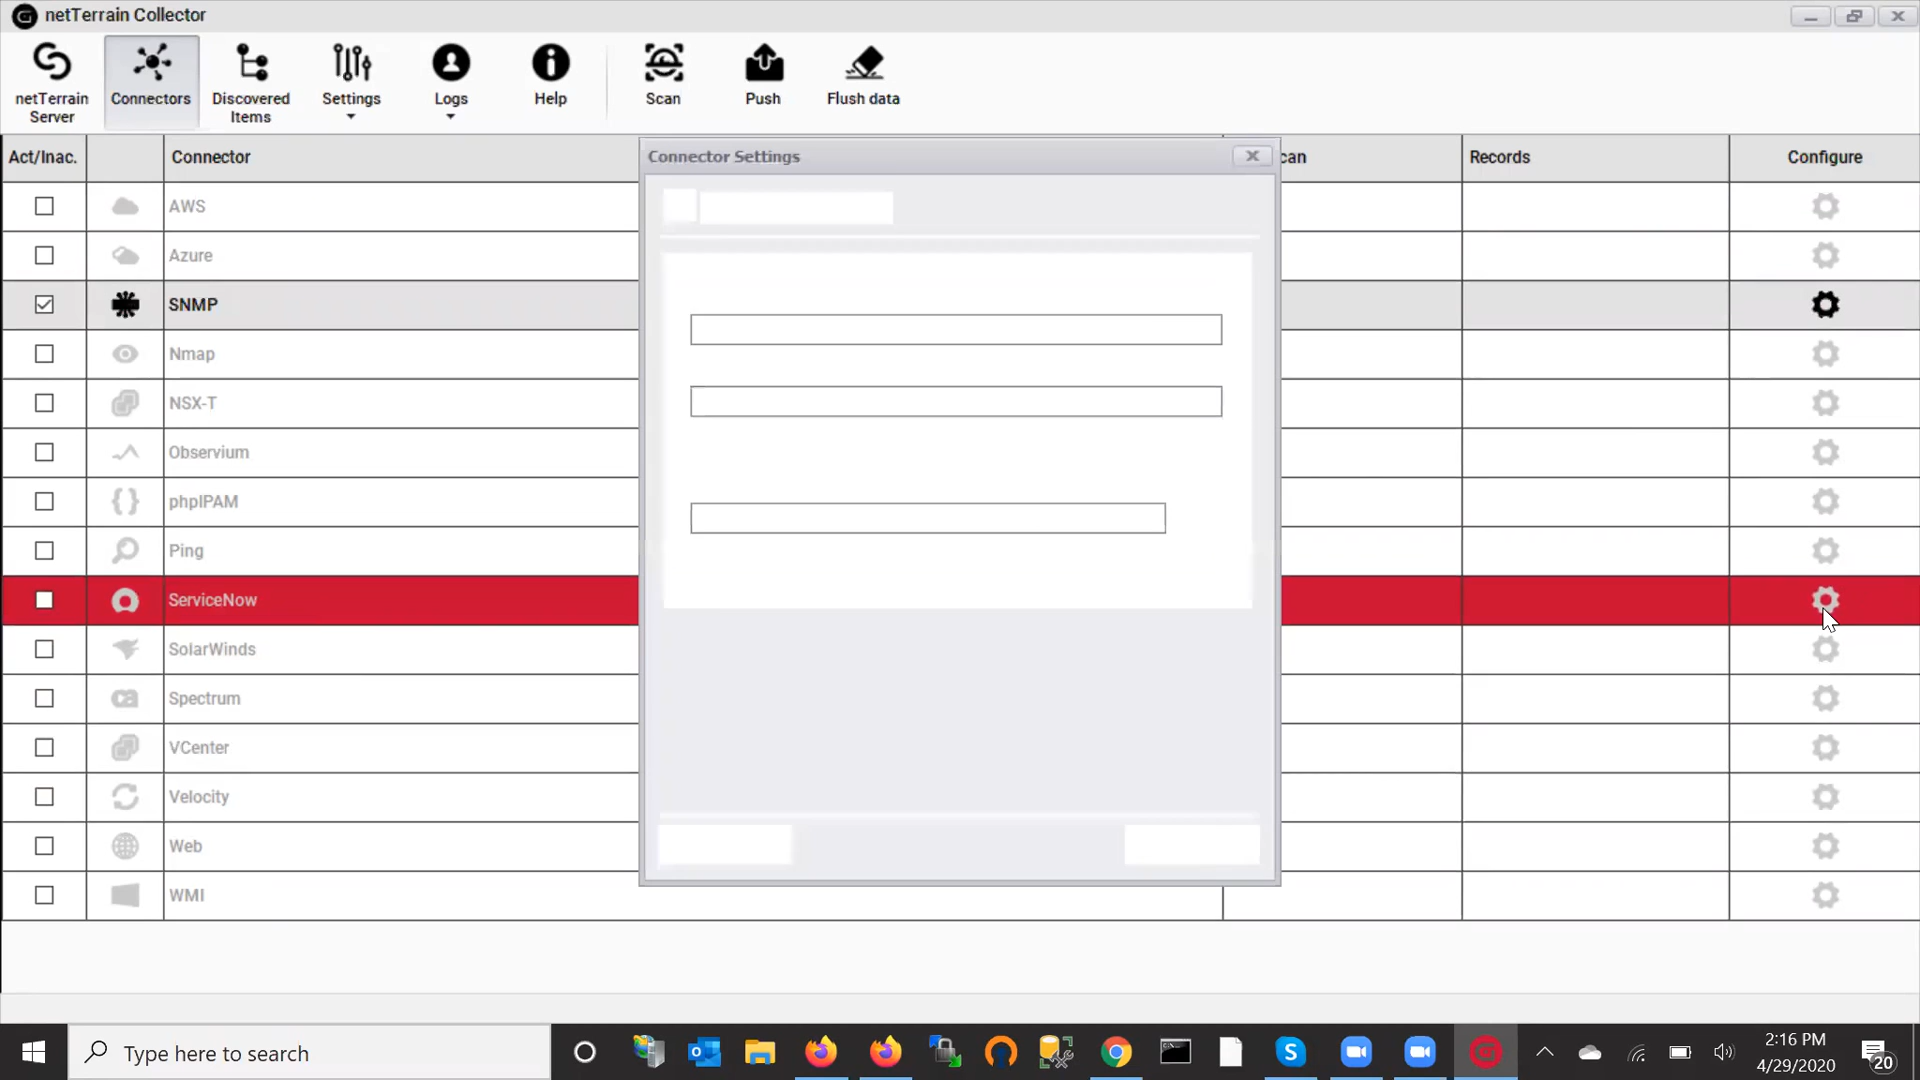 netTerrain Collector
netTerrain Server
Connectors
Discovered Items
Settings
Logs
Help
Scan
Push
Flush data
Act/Inac.
Connector
Connector Settings
can
Records
Configure
AWS
Azure
SNMP
Nmap
NSX-T
Observium
phpIPAM
Ping
ServiceNow
SolarWinds
Spectrum
ca
VCenter
Velocity
Web
WMI
Type here to search
2:16 PM
4/29/2020
20